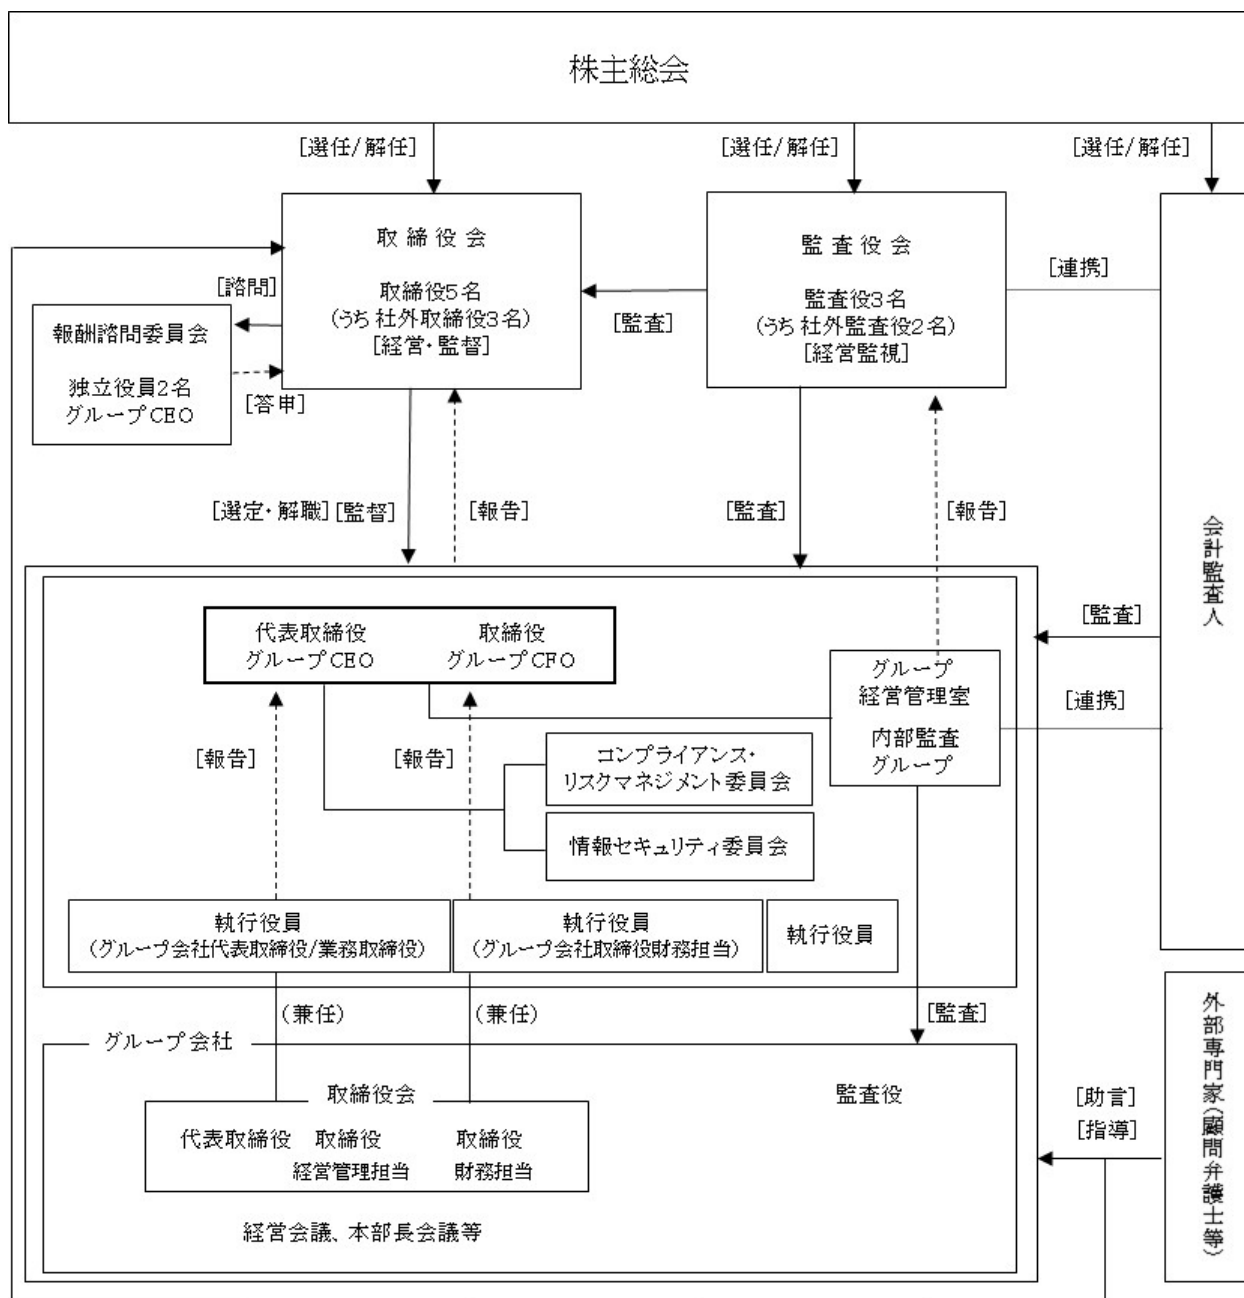 株主総会
[選任/解任]
[選任/解任]
[選任/解任]
取締役会
取締役5名
(うち社外取締役3名)
[経営・監督]
監査役会
監査役3名
(うち社外監査役2名)
[経営監視]
[連携]
[監査]
[諮問]
報酬諮問委員会
独立役員2名
グループCEO
[答申]
[選定・解職][監督]
[報告]
[監査]
[報告]
会計監査人
[監査]
[連携]
代表取締役
グループCEO
取締役
グループCFO
グループ
経営管理室
内部監査
グループ
[報告]
[報告]
コンプライアンス・
リスクマネジメント委員会
情報セキュリティ委員会
執行役員
(グループ会社代表取締役/業務取締役)
執行役員
(グループ会社取締役財務担当)
執行役員
(兼任)
(兼任)
[監査]
グループ会社
取締役会
代表取締役
取締役
経営管理担当
取締役
財務担当
監査役
経営会議、本部長会議等
外部専門家(顧問弁護士等)
[助言]
[指導]